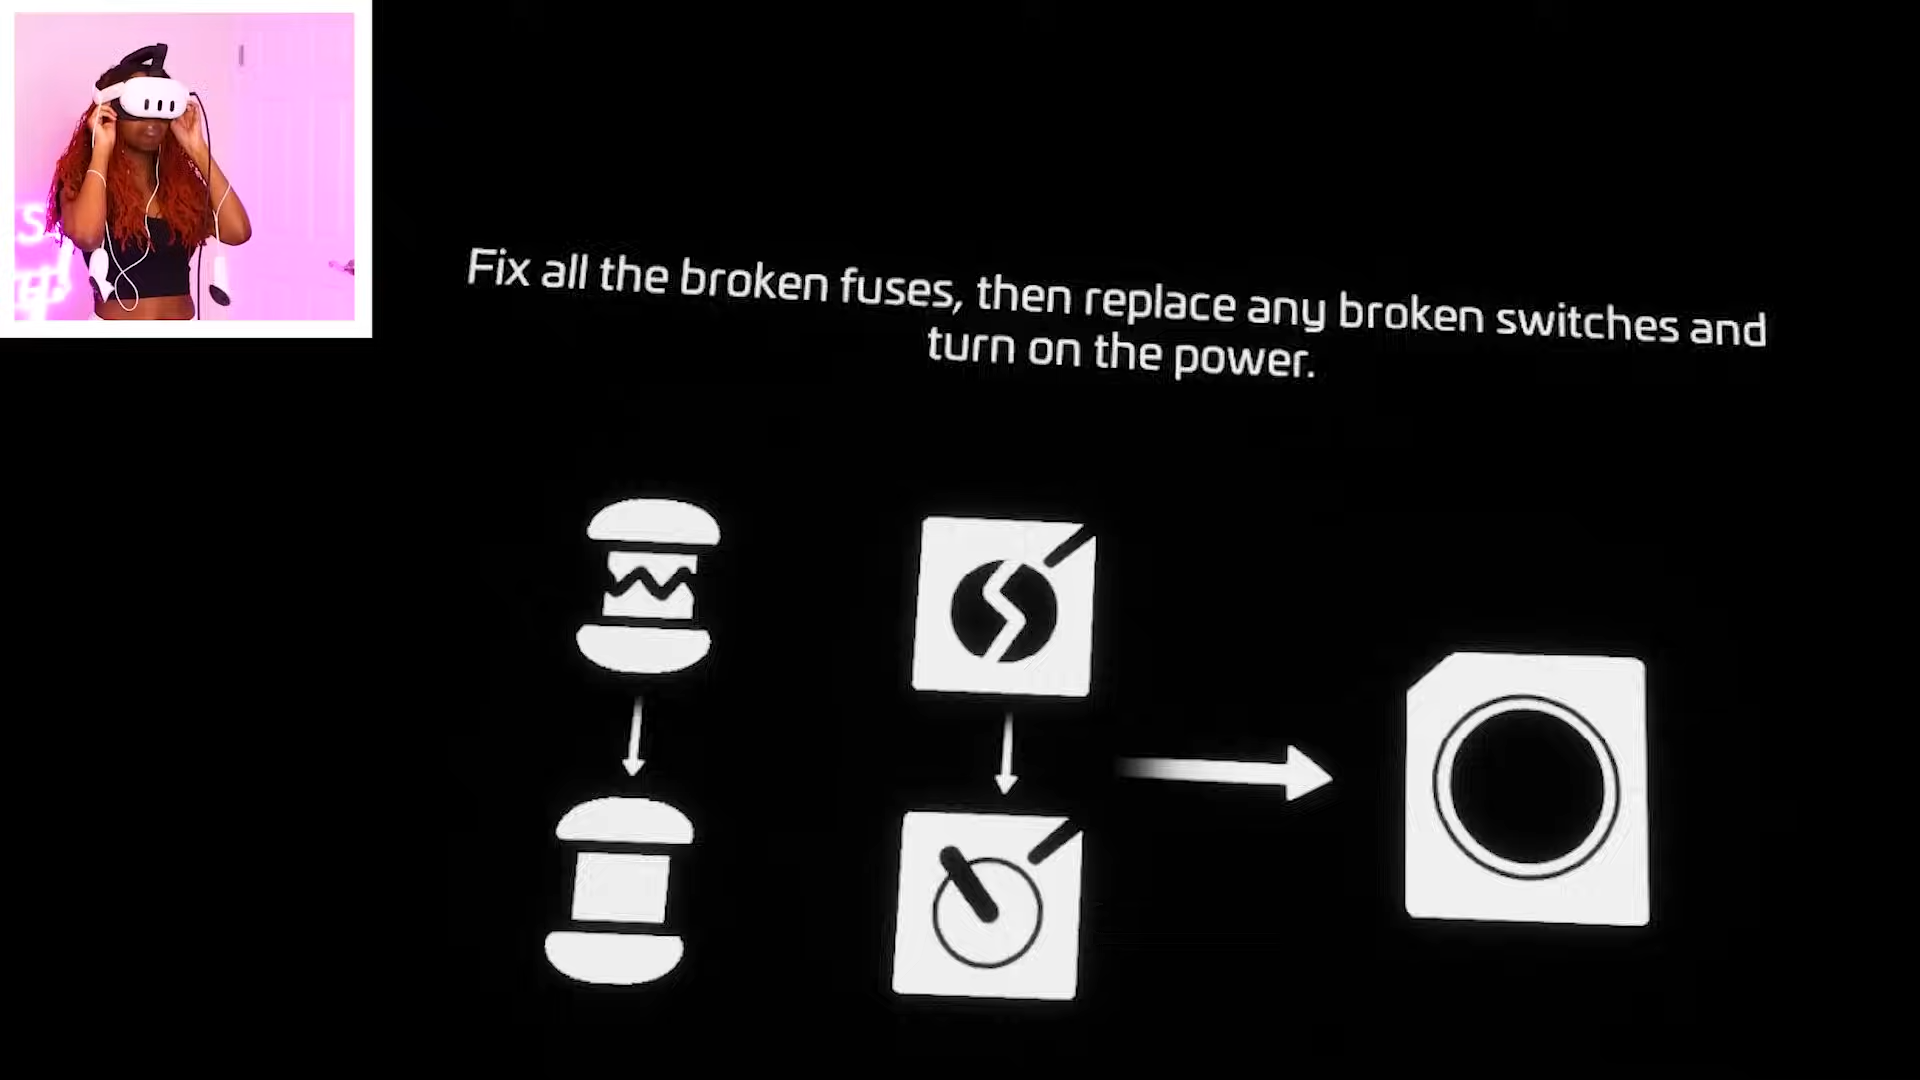 Fix all the broken fuses, then replace any broken switches and
turn on the power.